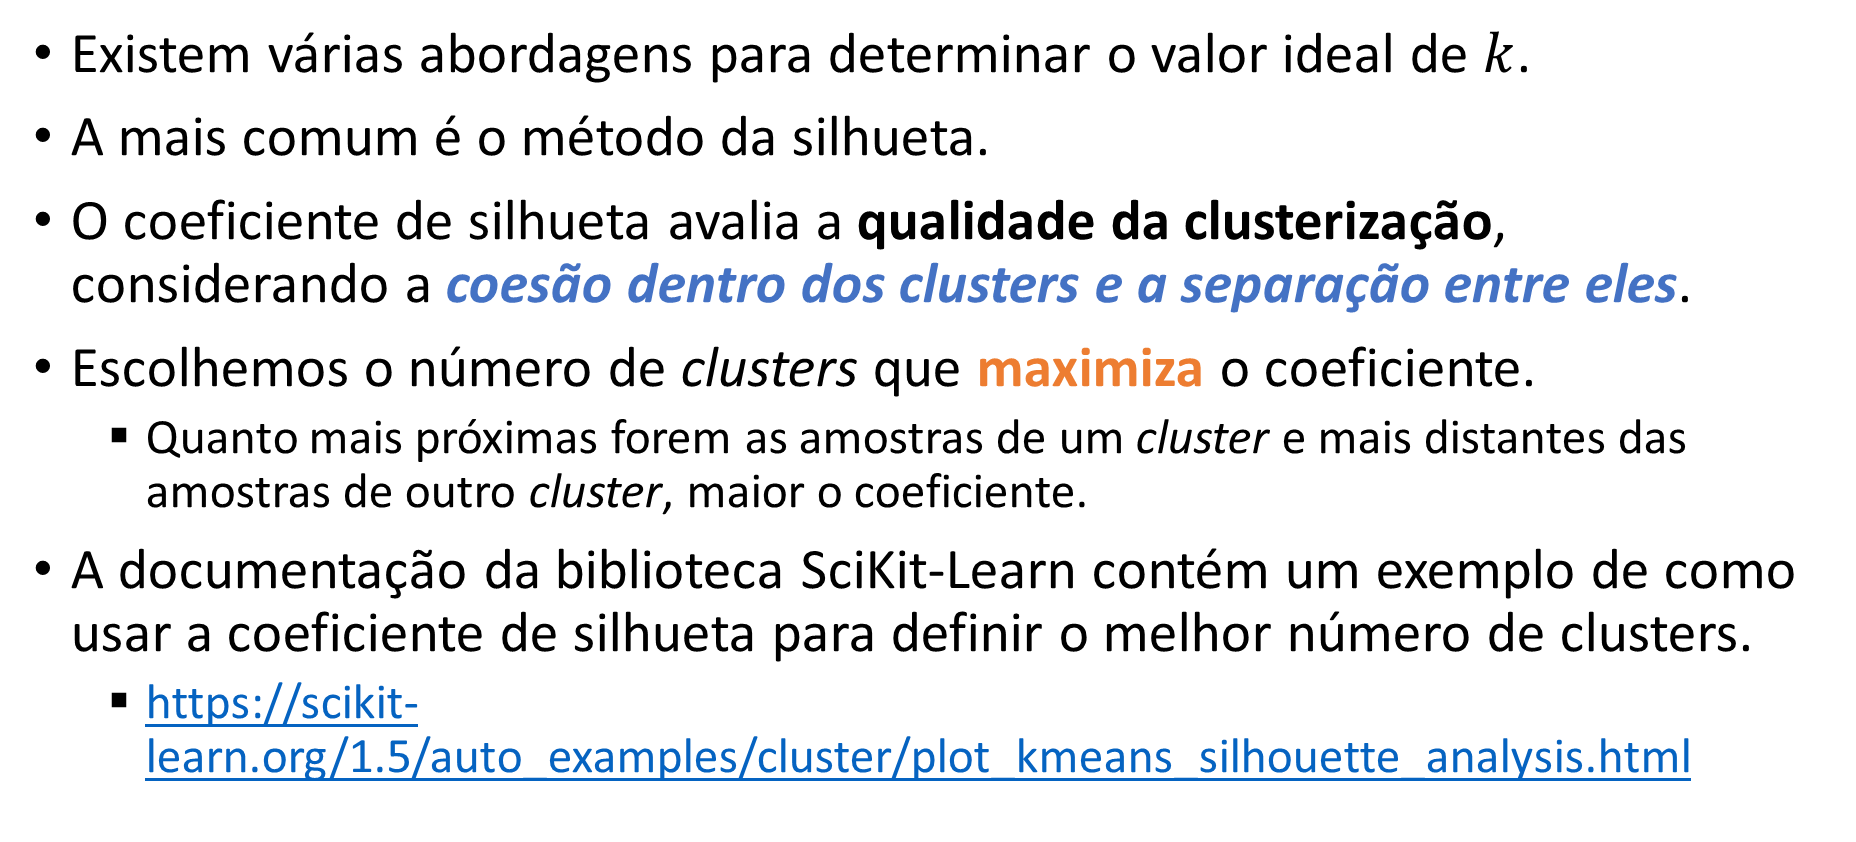 • Existem várias abordagens para determinar o valor ideal de 𝑘.
• A mais comum é o método da silhueta.
• O coeficiente de silhueta avalia a qualidade da clusterização,
considerando a coesão dentro dos clusters e a separação entre eles.
• Escolhemos o número de clusters que maximiza o coeficiente.
▪ Quanto mais próximas forem as amostras de um cluster e mais distantes das
amostras de outro cluster, maior o coeficiente.
• A documentação da biblioteca SciKit-Learn contém um exemplo de como
usar a coeficiente de silhueta para definir o melhor número de clusters.
▪ https://scikit-
learn.org/1.5/auto_examples/cluster/plot_kmeans_silhouette_analysis.html